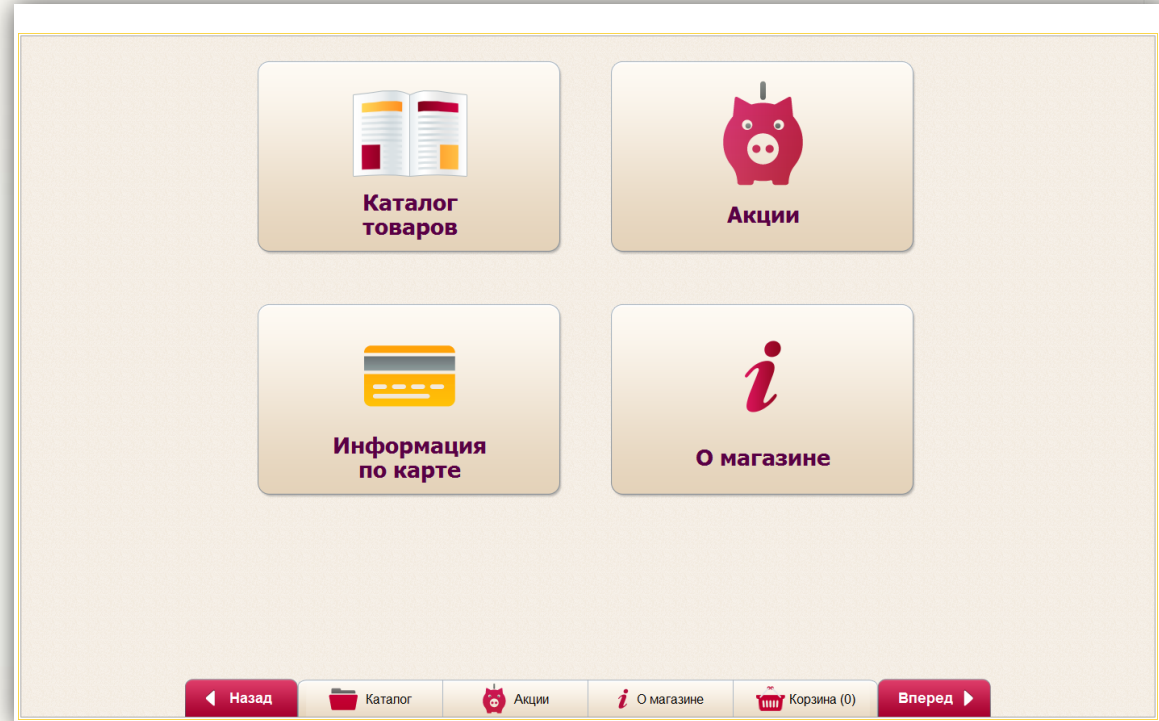 Каталог
товаров
Акции
Информация
по карте
О магазине
Назад
Каталог
Акции
О магазине
Корзина (0)
Вперед